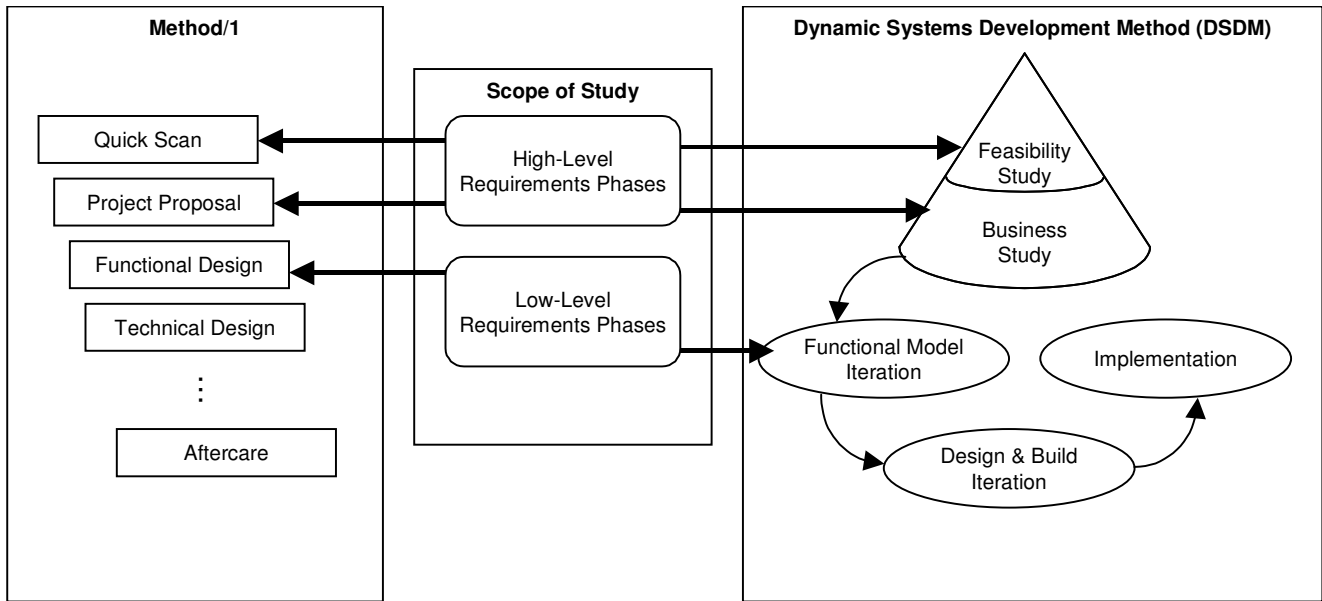 Method/1
Quick Scan
Project Proposal
Functional Design
Technical Design
⋮
Aftercare
Scope of Study
High-Level
Requirements Phases
Low-Level
Requirements Phases
Dynamic Systems Development Method (DSDM)
Feasibility
Study
Business
Study
Functional Model
Iteration
Implementation
Design & Build
Iteration